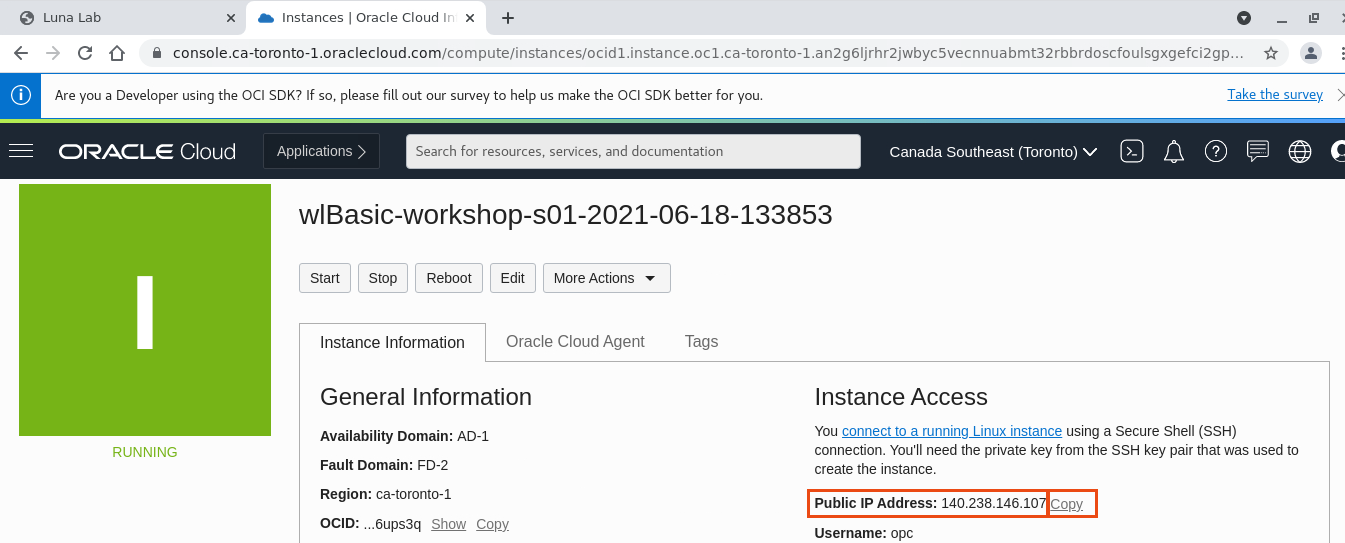 Luna Lab
Instances | Oracle Cloud In
console.ca-toronto-1.oraclecloud.com/compute/instances/ocid1.instance.oc1.ca-toronto-1.an2g6ljrhr2jwbyc5vecnnuabmt32rbbrdoscfoulsgxgefci2gp...
Are you a Developer using the OCI SDK? If so, please fill out our survey to help us make the OCI SDK better for you.
Take the survey
ORACLE Cloud
Applications
Search for resources, services, and documentation
Canada Southeast (Toronto)
I
RUNNING
wlBasic-workshop-s01-2021-06-18-133853
Start
Stop
Reboot
Edit
More Actions
Instance Information
Oracle Cloud Agent
Tags
General Information
Availability Domain: AD-1
Fault Domain: FD-2
Region: ca-toronto-1
OCID: ...6ups3q Show Copy
Instance Access
You connect to a running Linux instance using a Secure Shell (SSH)
connection. You'll need the private key from the SSH key pair that was used to
create the instance.
Public IP Address: 140.238.146.107 Copy
Username: opc